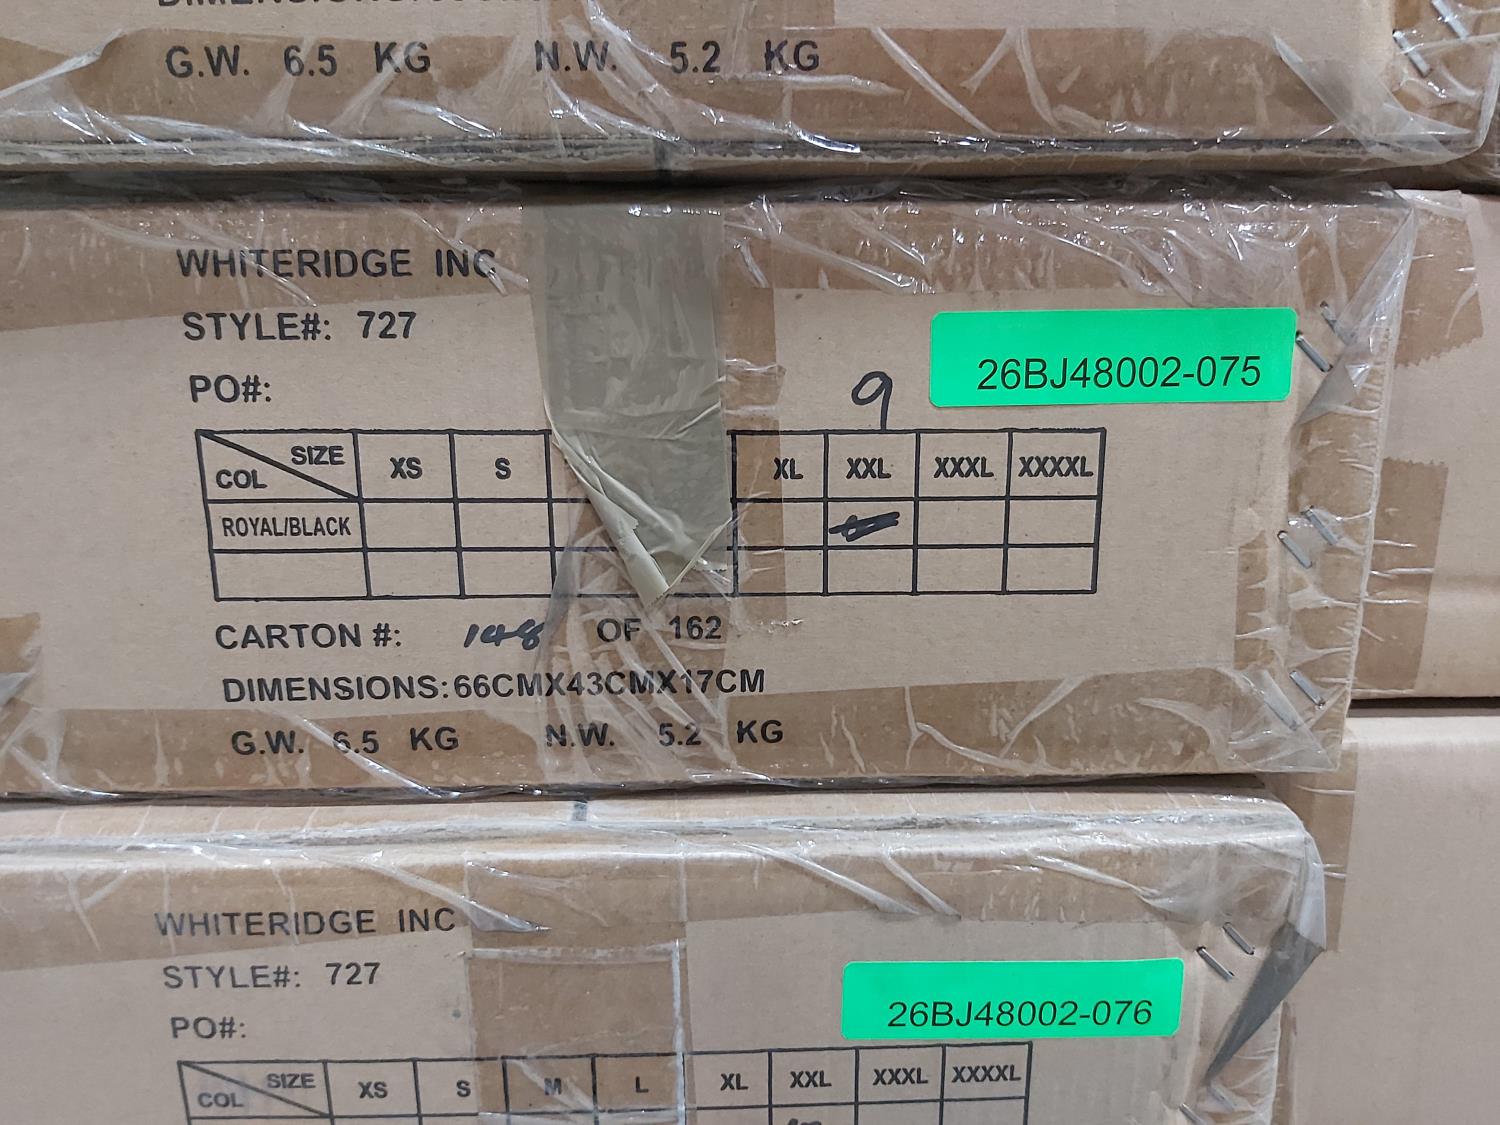 G.W. 6.5 KG N.W. 5.2 KG
WHITERIDGE INC
STYLE#: 727
26BJ48002-075
PO#:
9
SIZE
COL XS S XL XXL XXXL XXXXL
ROYAL/BLACK
CARTON #: 148 OF 162
DIMENSIONS:66CMX43CMX17CM
G.W. 6.5 KG N.W. 5.2 KG
WHITERIDGE INC
STYLE#: 727
26BJ48002-076
PO#:
SIZE
COL XS S M L XL XXL XXXL XXXXL